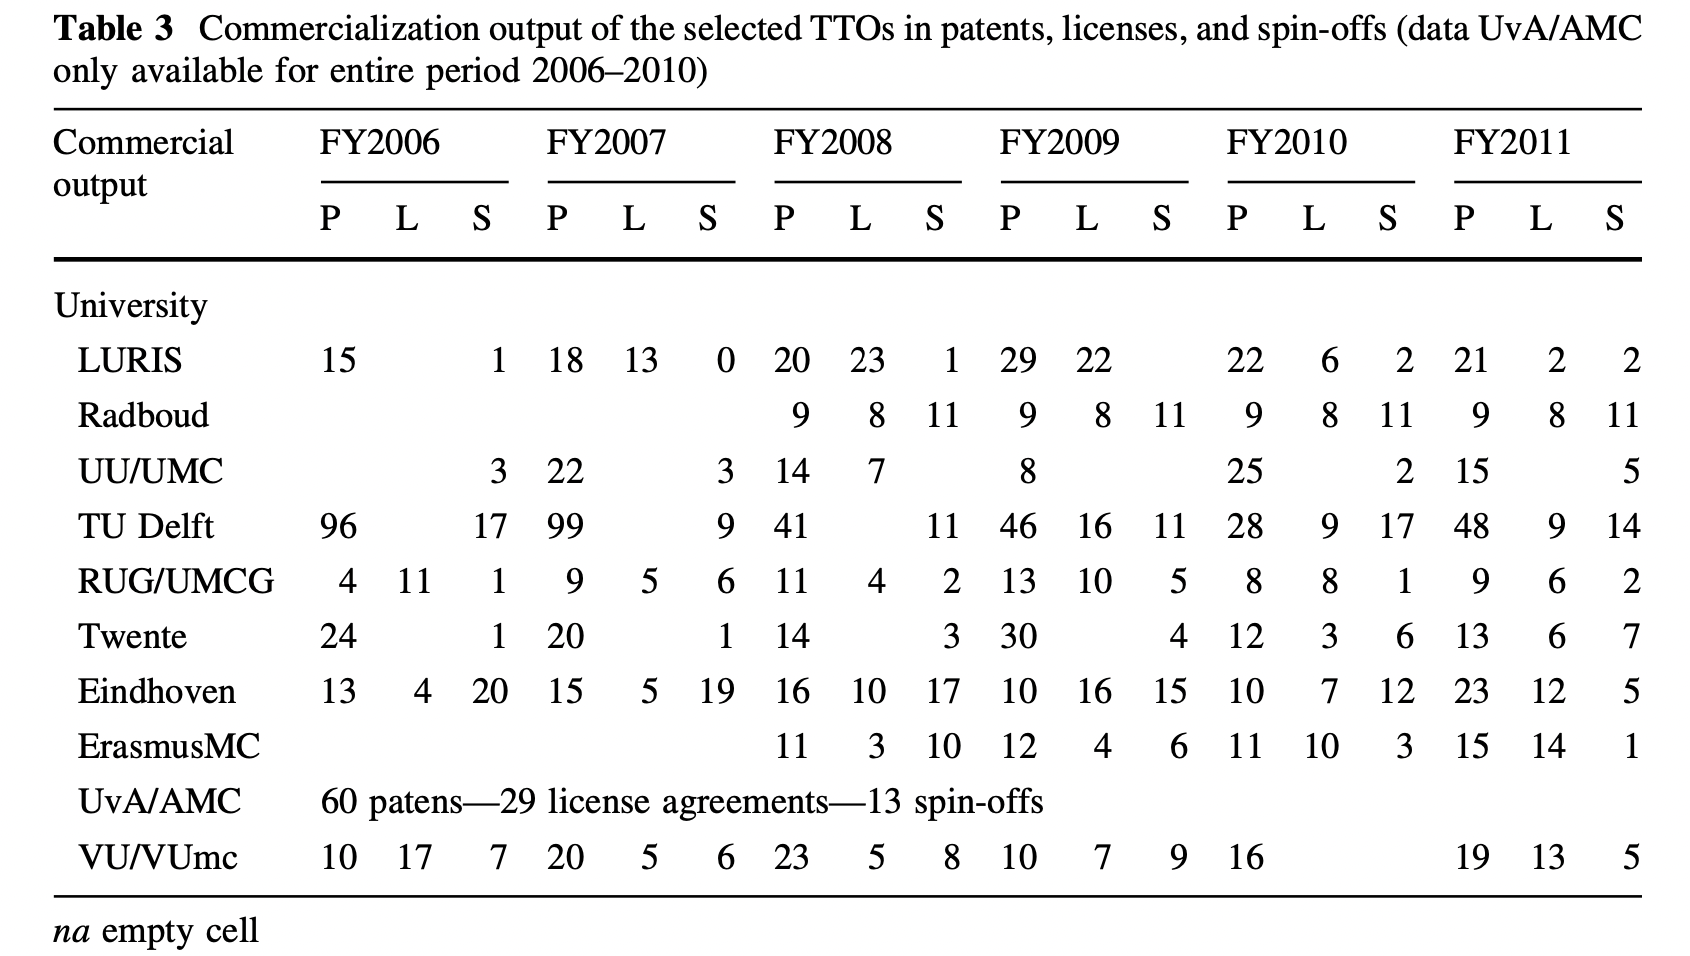 Table 3 Commercialization output of the selected TTOs in patents, licenses, and spin-offs (data UvA/AMC
only available for entire period 2006–2010)
Commercial output FY2006 FY2007 FY2008 FY2009 FY2010 FY2011
P L S P L S P L S P L S P L S P L S
University
LURIS 15 1 18 13 0 20 23 1 29 22 22 6 2 21 2 2
Radboud 9 8 11 9 8 11 9 8 11 9 8 11
UU/UMC 3 22 3 14 7 8 25 2 15 5
TU Delft 96 17 99 9 41 11 46 16 11 28 9 17 48 9 14
RUG/UMCG 4 11 1 9 5 6 11 4 2 13 10 5 8 8 1 9 6 2
Twente 24 1 20 1 14 3 30 4 12 3 6 13 6 7
Eindhoven 13 4 20 15 5 19 16 10 17 10 16 15 10 7 12 23 12 5
ErasmusMC 11 3 10 12 4 6 11 10 3 15 14 1
UvA/AMC 60 patens—29 license agreements—13 spin-offs
VU/VUmc 10 17 7 20 5 6 23 5 8 10 7 9 16 19 13 5
na empty cell